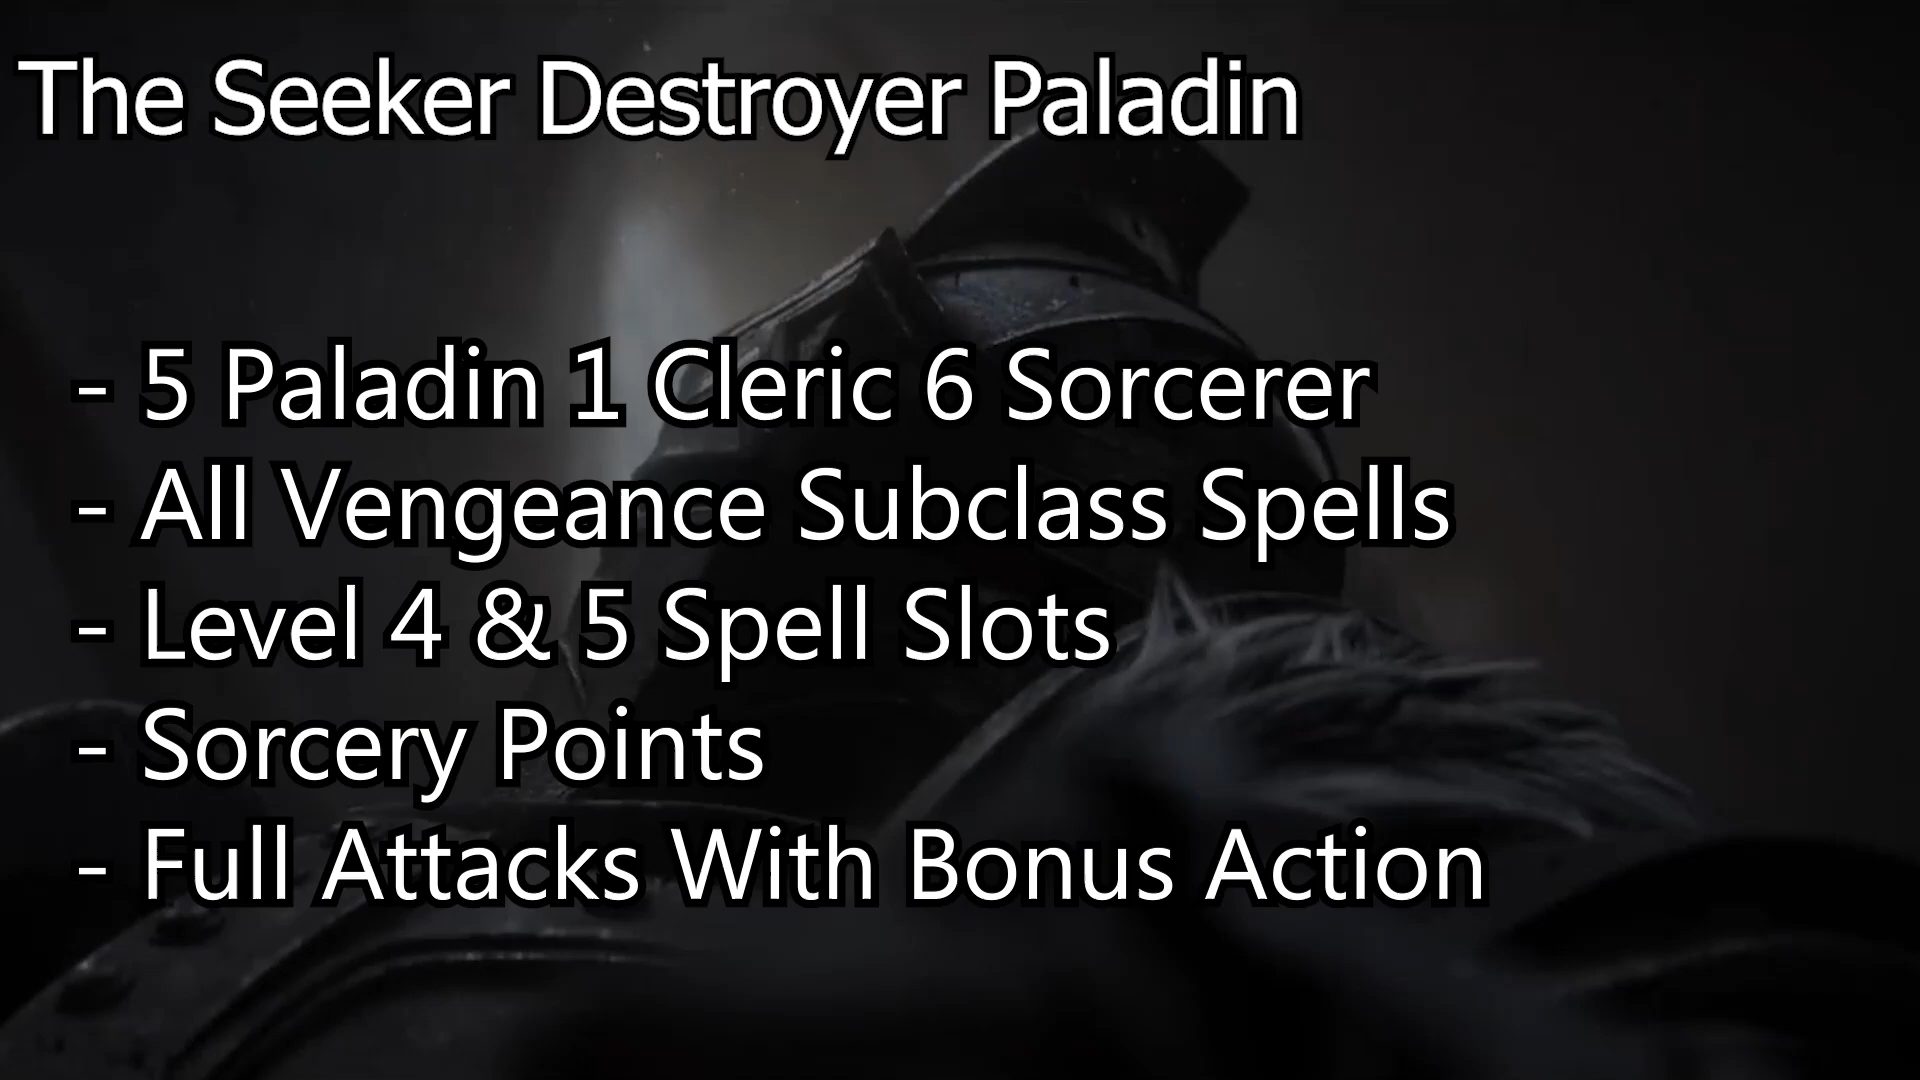 The Seeker Destroyer Paladin
- 5 Paladin 1 Cleric 6 Sorcerer
- All Vengeance Subclass Spells
- Level 4 & 5 Spell Slots
- Sorcery Points
- Full Attacks With Bonus Action